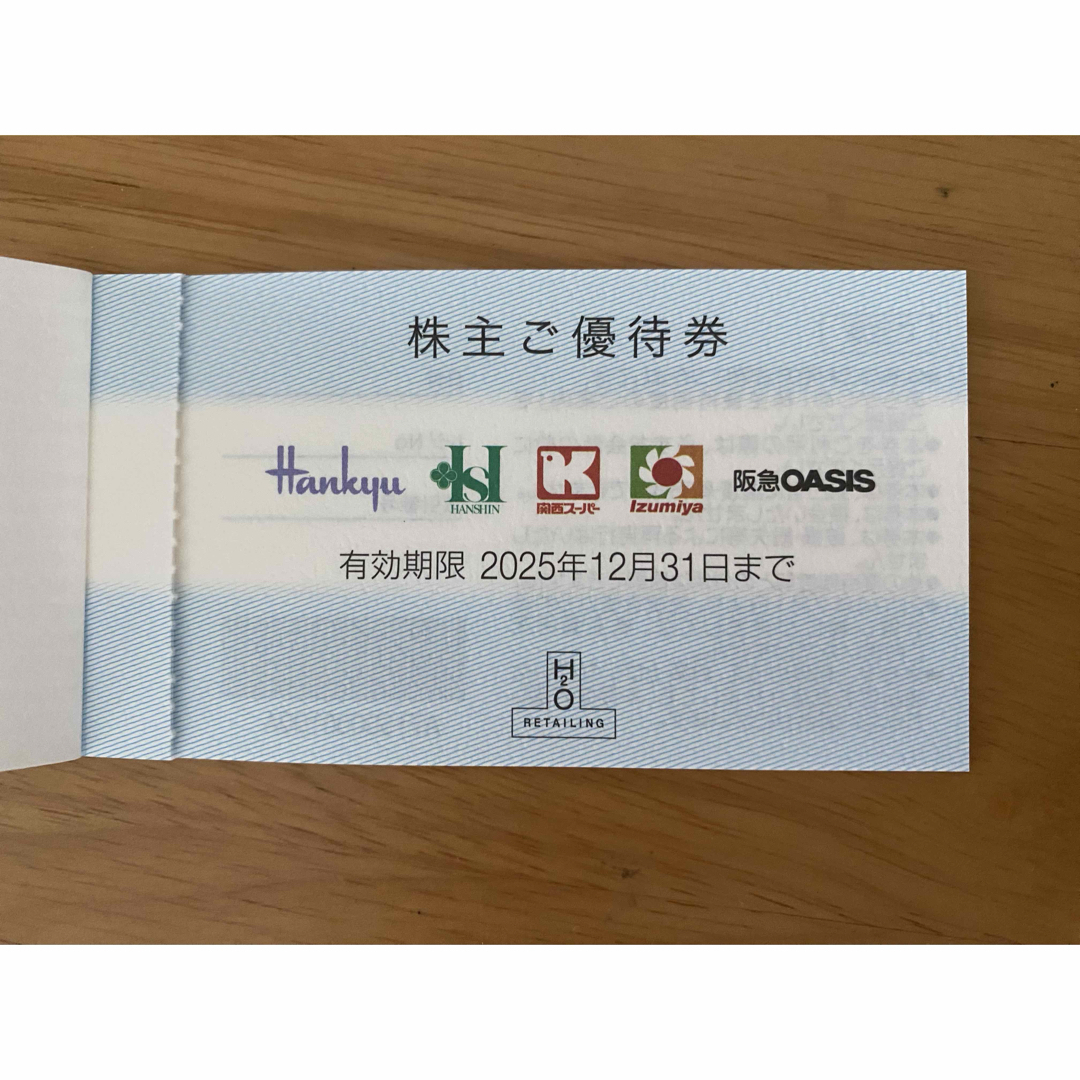 株主ご優待券
Hankyu HSH HANSHIN K 関西スーパー Izumiya 阪急OASIS
有効期限 2025年12月31日まで
H2O
RETAILING